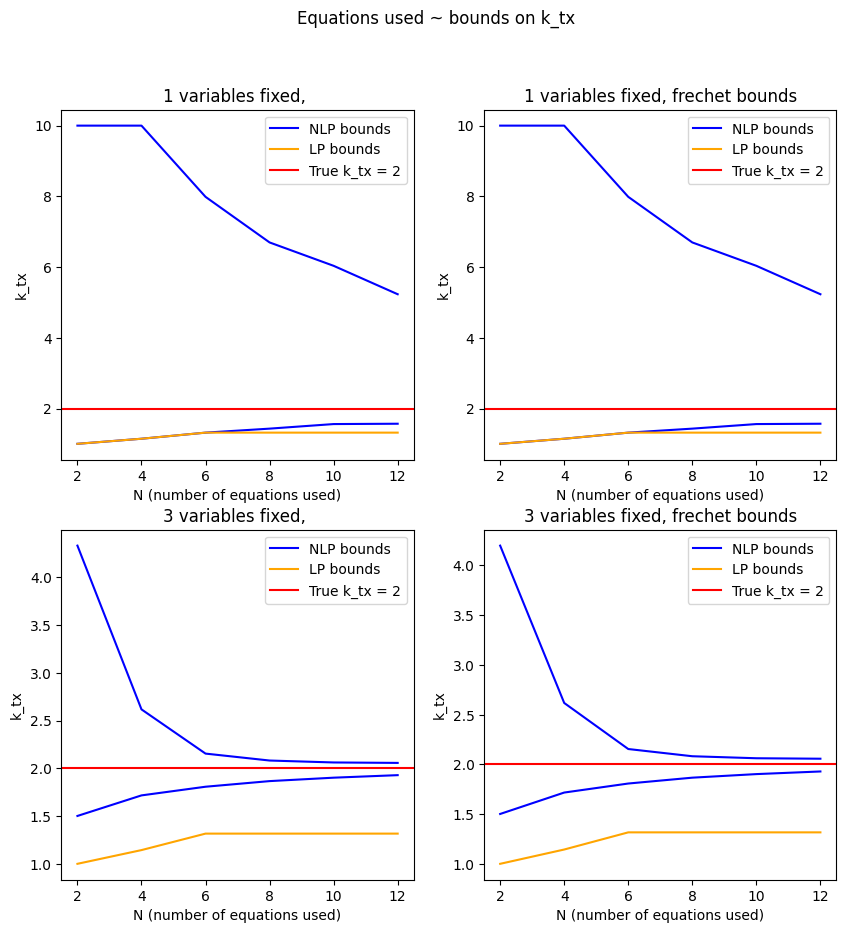 Equations used ~ bounds on k_tx
1 variables fixed,
NLP bounds
LP bounds
True k_tx = 2
10
8
6
4
2
k_tx
2 4 6 8 10 12
N (number of equations used)
1 variables fixed, frechet bounds
NLP bounds
LP bounds
True k_tx = 2
10
8
6
4
2
k_tx
2 4 6 8 10 12
N (number of equations used)
3 variables fixed,
NLP bounds
LP bounds
True k_tx = 2
4.0
3.5
3.0
2.5
2.0
1.5
1.0
k_tx
2 4 6 8 10 12
N (number of equations used)
3 variables fixed, frechet bounds
NLP bounds
LP bounds
True k_tx = 2
4.0
3.5
3.0
2.5
2.0
1.5
1.0
k_tx
2 4 6 8 10 12
N (number of equations used)